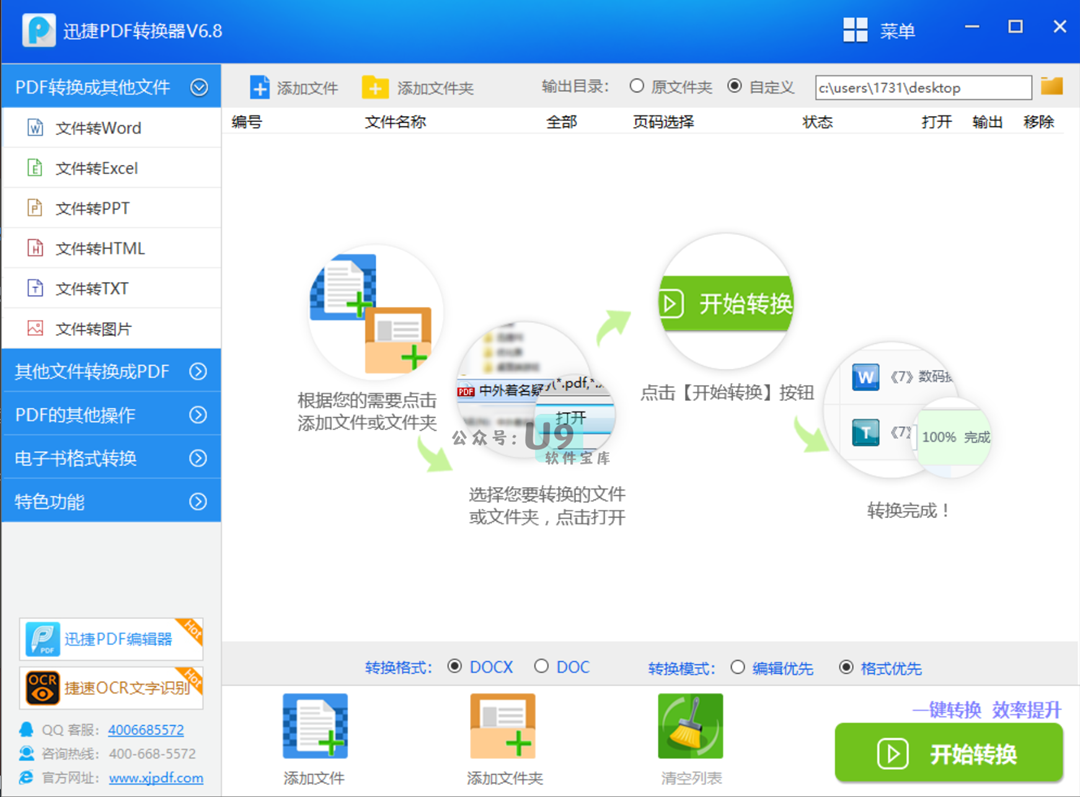 迅捷PDF转换器V6.8
菜单
PDF转换成其他文件
文件转Word
文件转Excel
文件转PPT
文件转HTML
文件转TXT
文件转图片
其他文件转换成PDF
PDF的其他操作
电子书格式转换
特色功能
迅捷PDF编辑器
Hot
PDF
OCR
捷速OCR文字识别
Hot
QQ 客服: 4006685572
咨询热线: 400-668-5572
官方网址: www.xjpdf.com
添加文件 添加文件夹 输出目录: 原文件夹 自定义 c:\users\1731\desktop
编号 文件名称 全部 页码选择 状态 打开 输出 移除
根据您的需要点击
添加文件或文件夹
PDF 中外着名疑
(*.pdf,*.
打开
公众号: U9
软件宝库
选择您要转换的文件
或文件夹，点击打开
开始转换
点击【开始转换】按钮
W 《7》数码
T 《7》
100% 完成
转换完成！
转换格式: DOCX DOC 转换模式: 编辑优先 格式优先
添加文件 添加文件夹 清空列表
一键转换 效率提升
开始转换